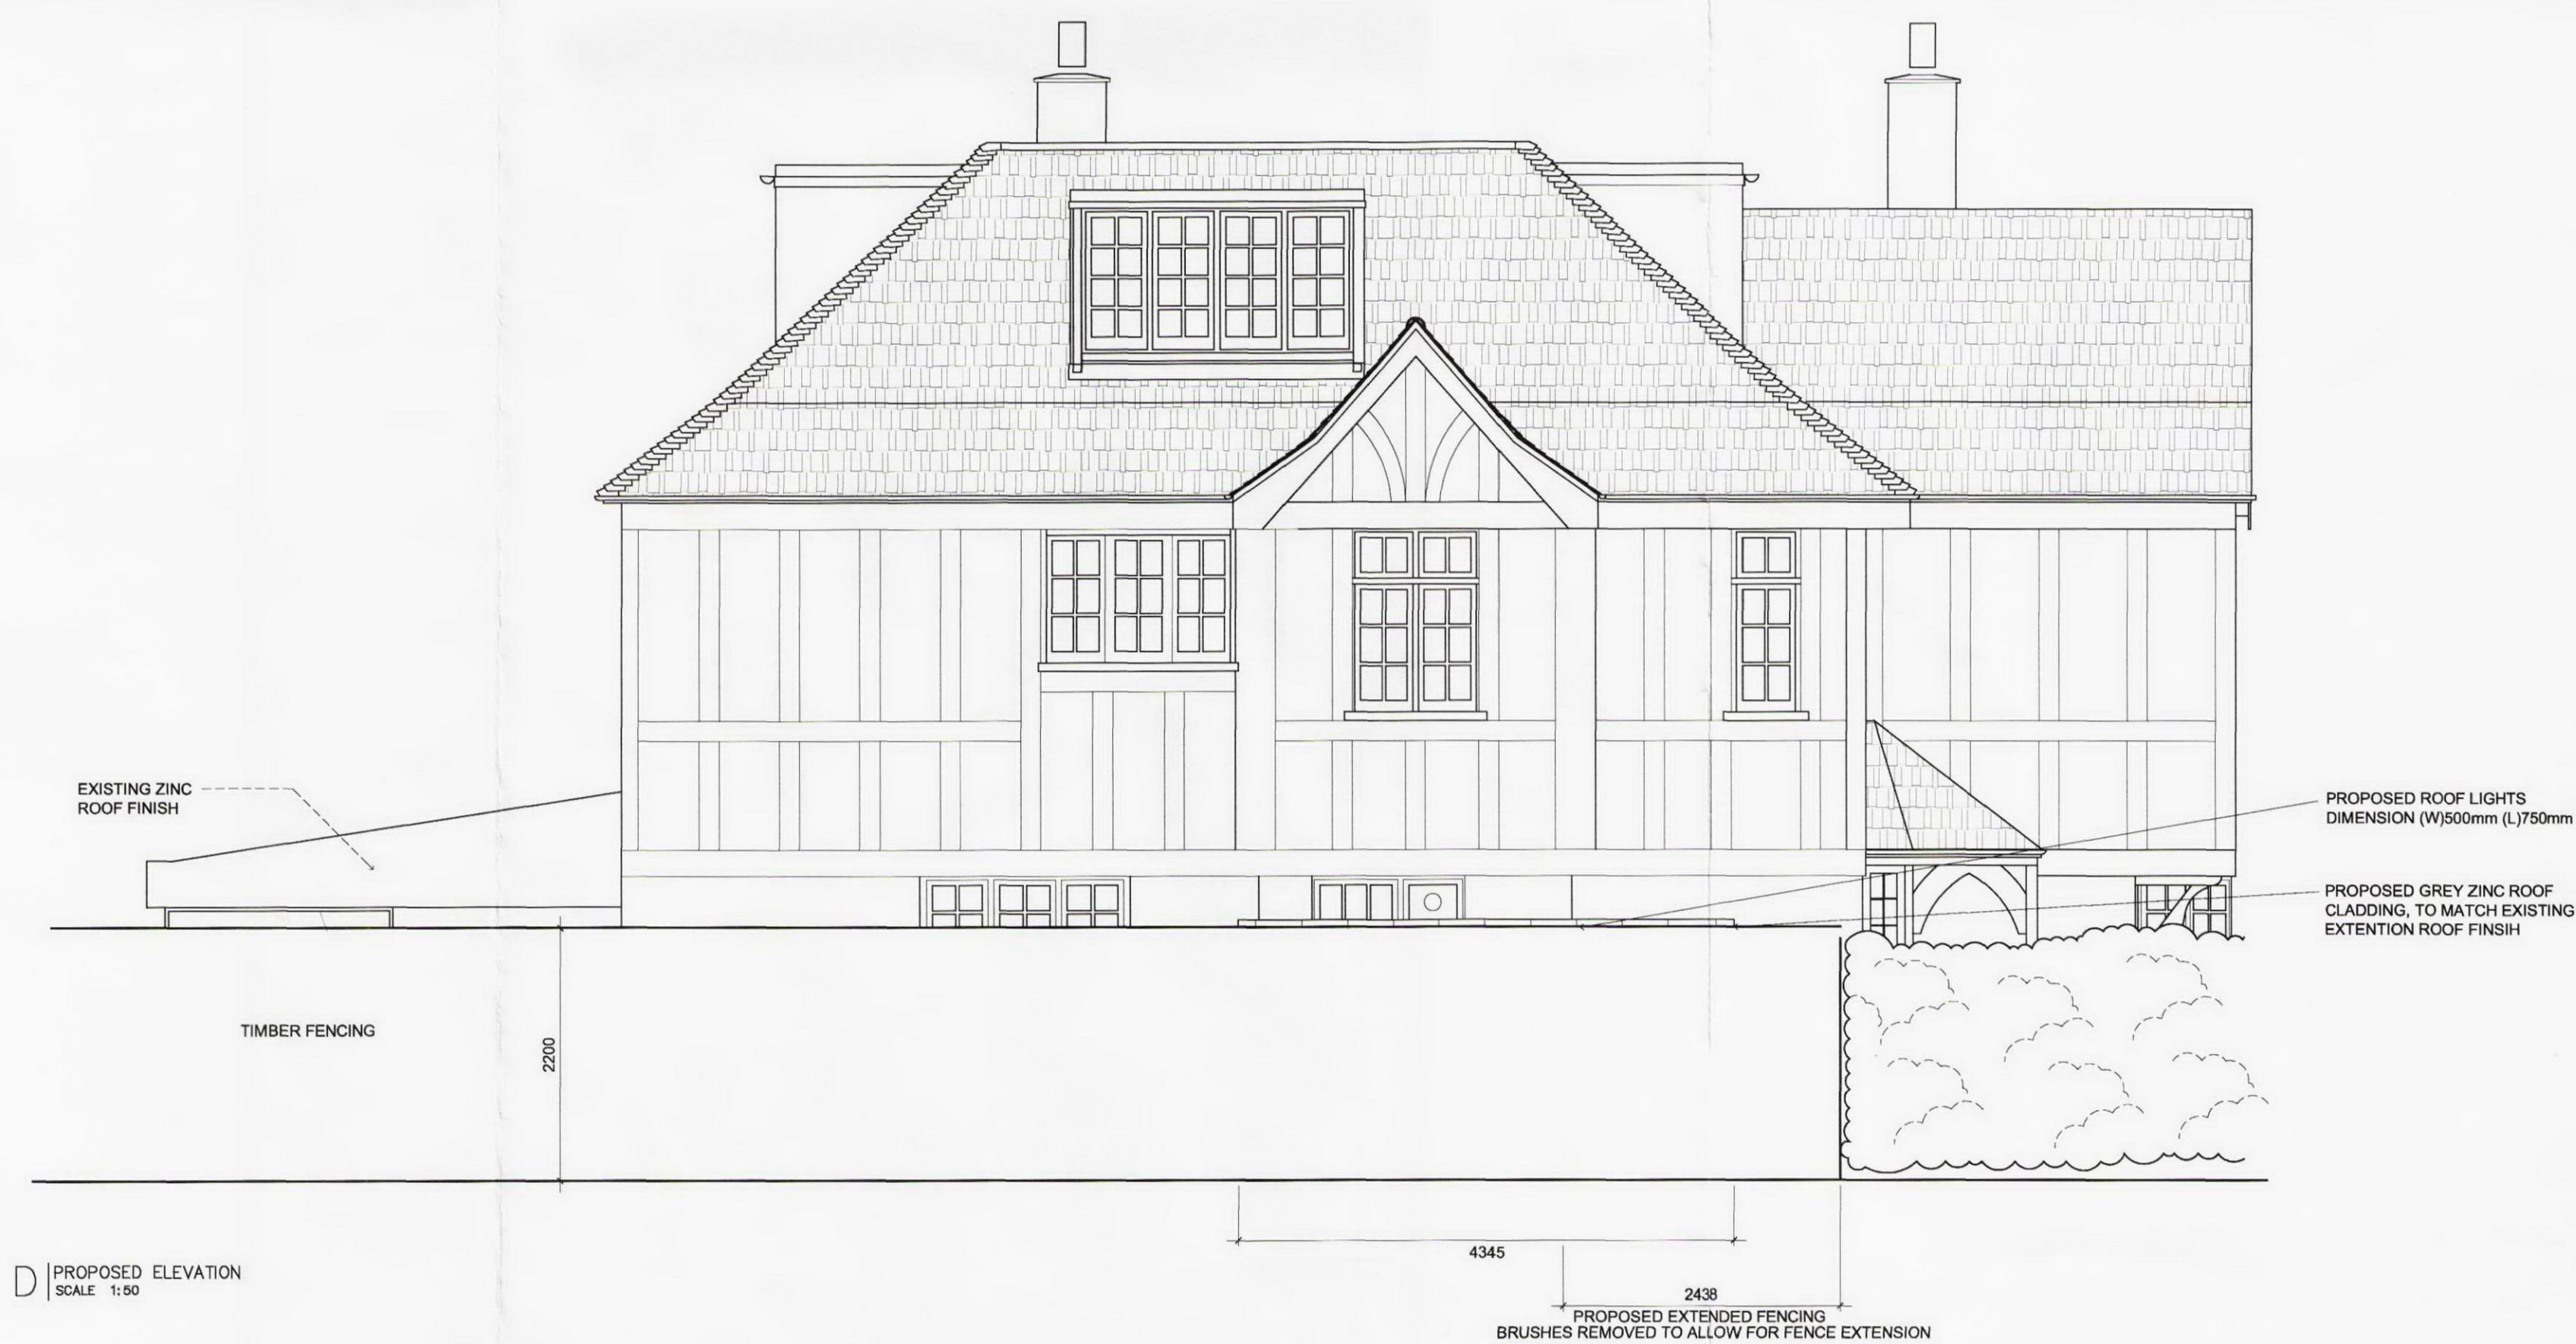 EXISTING ZINC
ROOF FINISH
PROPOSED ROOF LIGHTS
DIMENSION (W)500mm (L)750mm
PROPOSED GREY ZINC ROOF
CLADDING, TO MATCH EXISTING
EXTENTION ROOF FINSIH
TIMBER FENCING
2200
4345
2438
PROPOSED EXTENDED FENCING
BRUSHES REMOVED TO ALLOW FOR FENCE EXTENSION
D
PROPOSED ELEVATION
SCALE 1:50